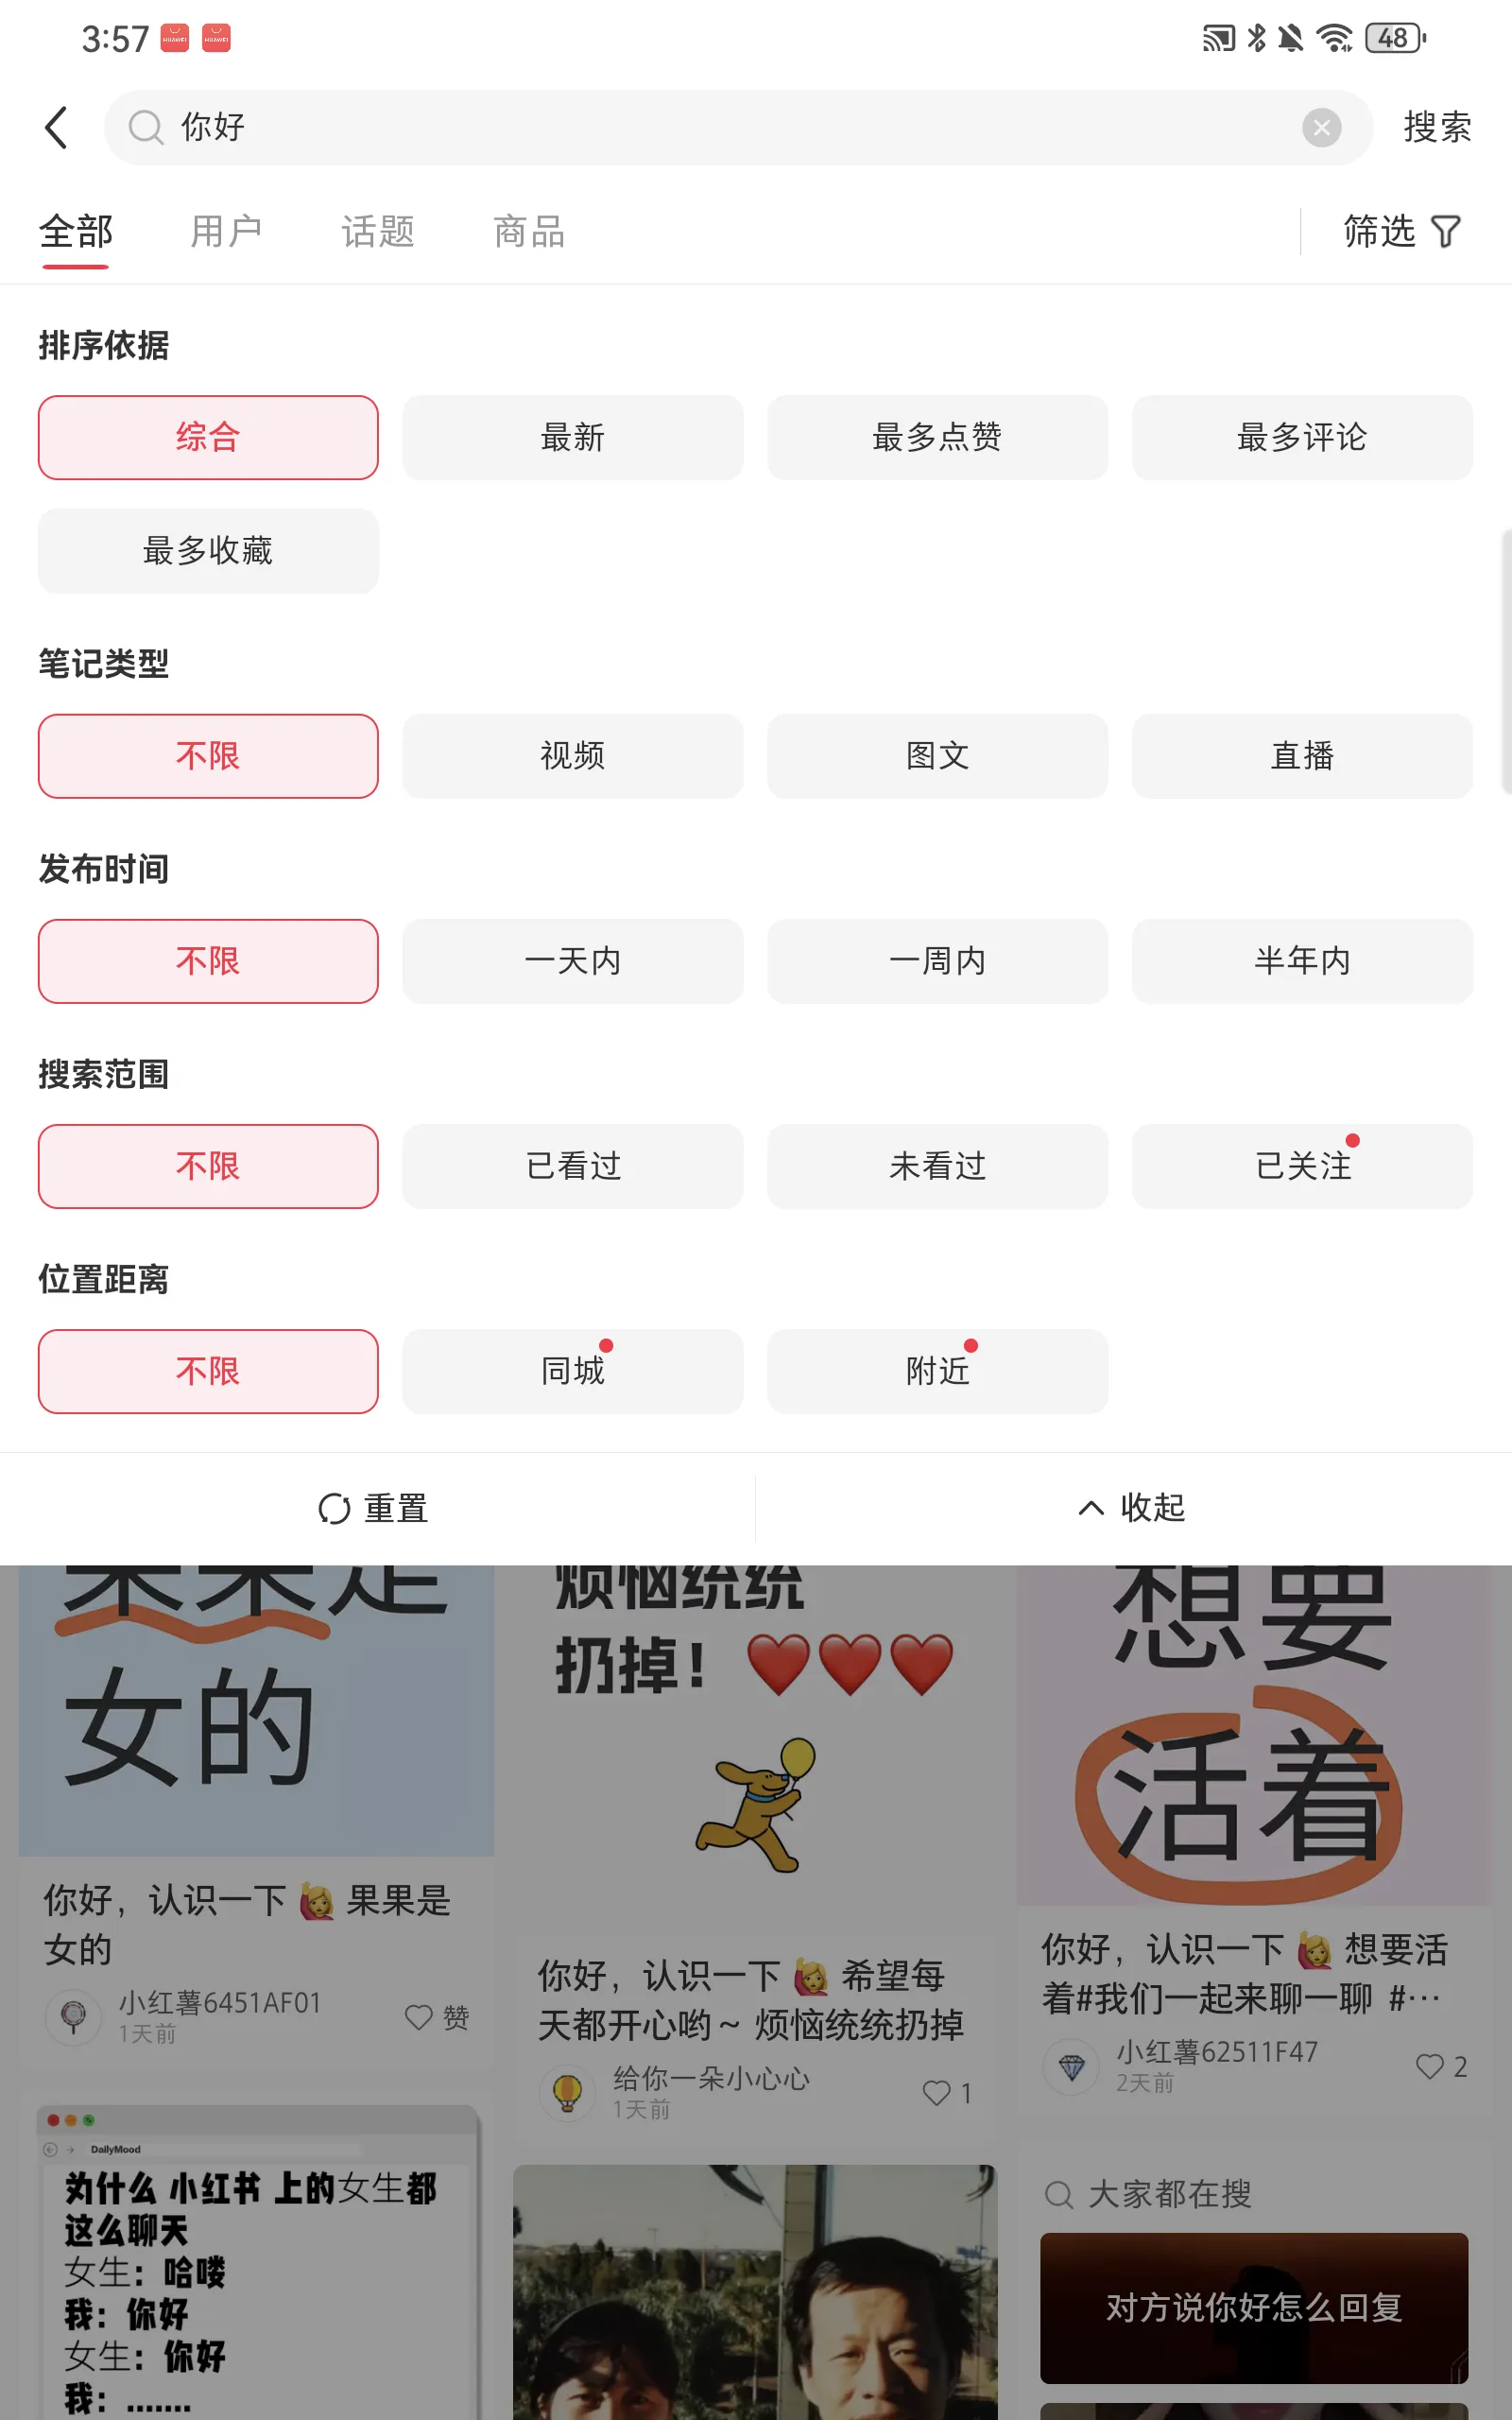 3:57
HUAWEI HUAWEI
48
你好
搜索
全部 用户 话题 商品 筛选
排序依据
综合 最新 最多点赞 最多评论
最多收藏
笔记类型
不限 视频 图文 直播
发布时间
不限 一天内 一周内 半年内
搜索范围
不限 已看过 未看过 已关注
位置距离
不限 同城 附近
重置 收起
果果是
女的
你好，认识一下🙋‍♀️果果是
女的
小红薯6451AF01
1天前
赞
DailyMood
为什么 小红书 上的女生都
这么聊天
女生：哈喽
我：你好
女生：你好
我：.......
烦恼统统
扔掉！❤️❤️❤️
你好，认识一下🙋‍♀️希望每
天都开心哟～ 烦恼统统扔掉
给你一朵小心心
1天前
1
想要
活着
你好，认识一下🙋‍♀️想要活
着#我们一起来聊一聊 #…
小红薯62511F47
2天前
2
大家都在搜
对方说你好怎么回复